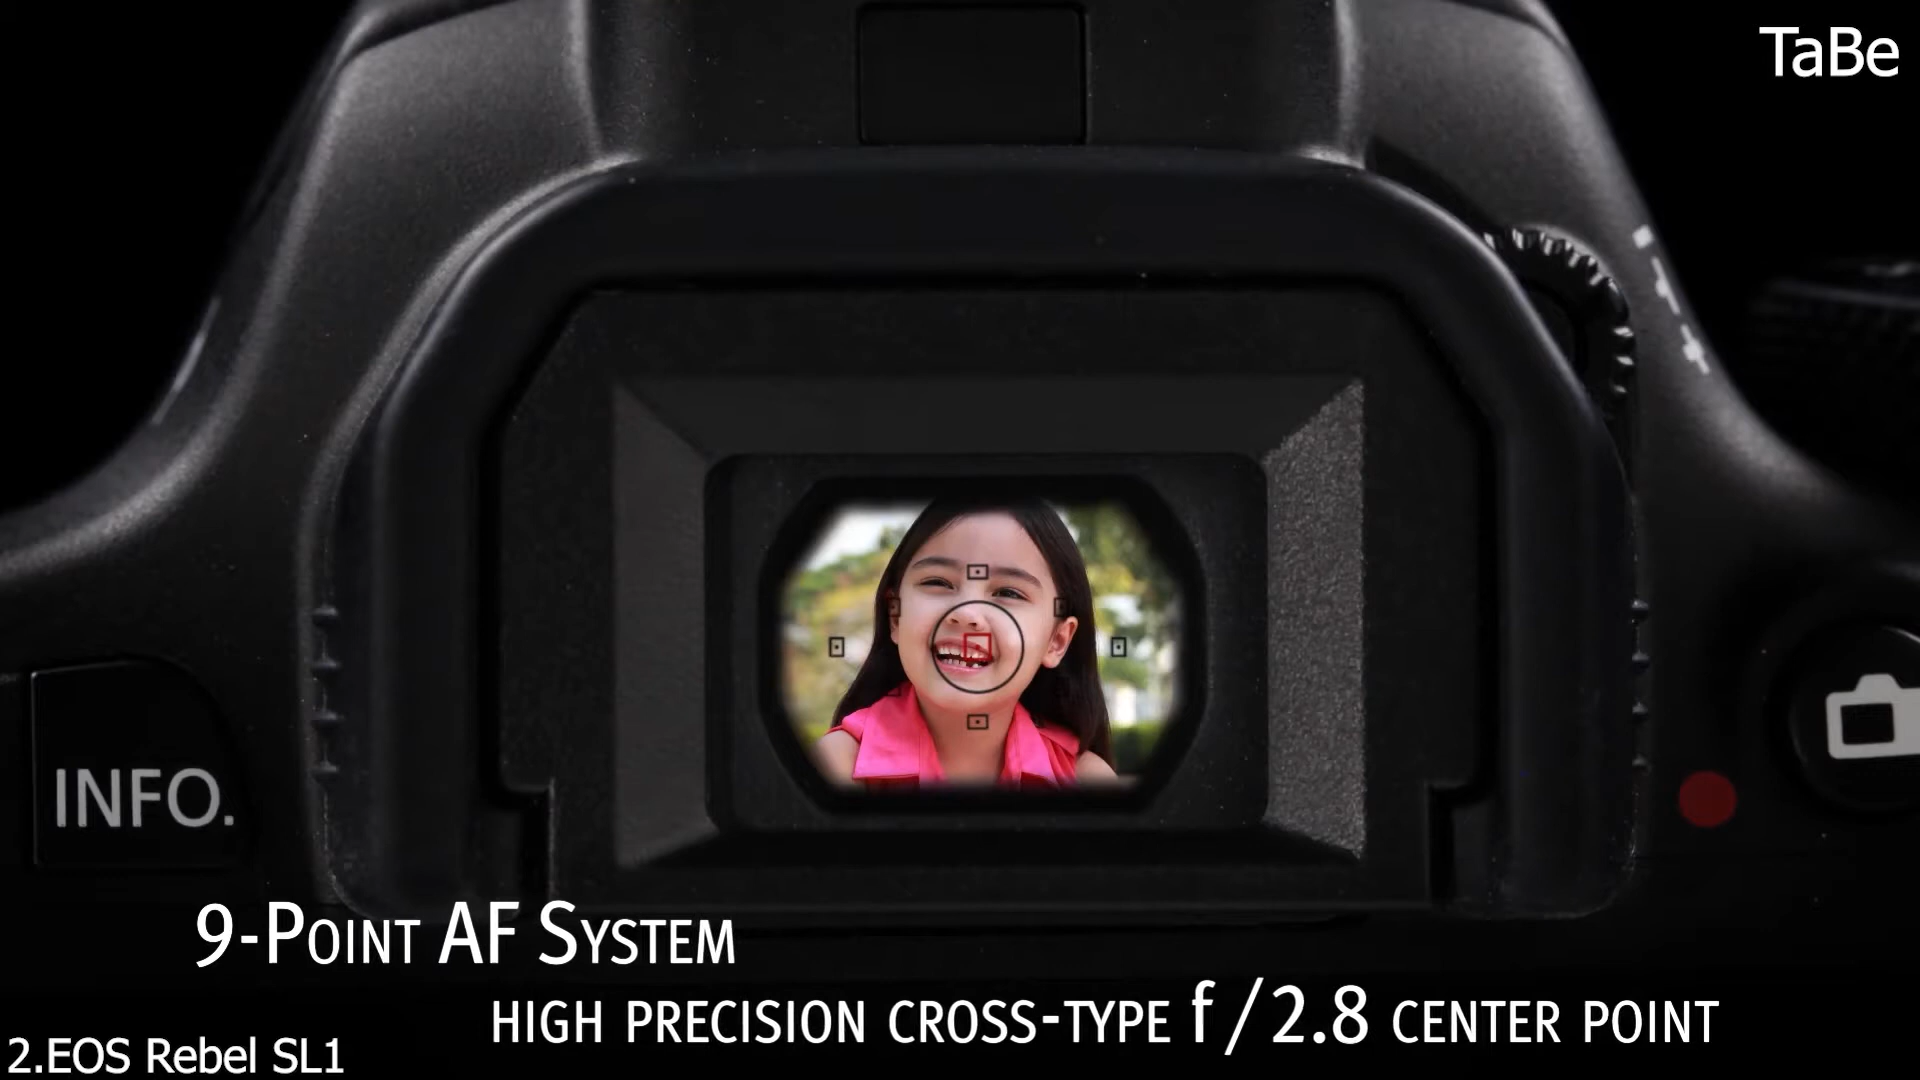 TaBe
INFO.
9-Point AF System
high precision cross-type f/2.8 center point
2.EOS Rebel SL1